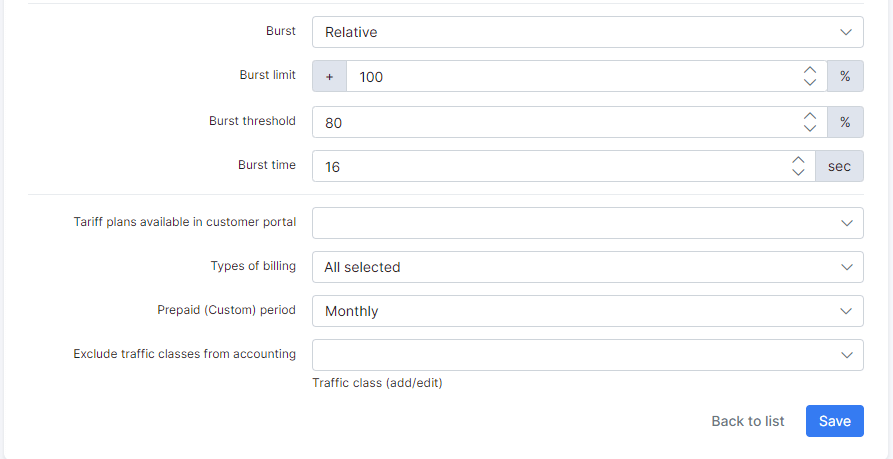 Burst Relative
Burst limit + 100 %
Burst threshold 80 %
Burst time 16 sec
Tariff plans available in customer portal
Types of billing All selected
Prepaid (Custom) period Monthly
Exclude traffic classes from accounting
Traffic class (add/edit)
Back to list Save